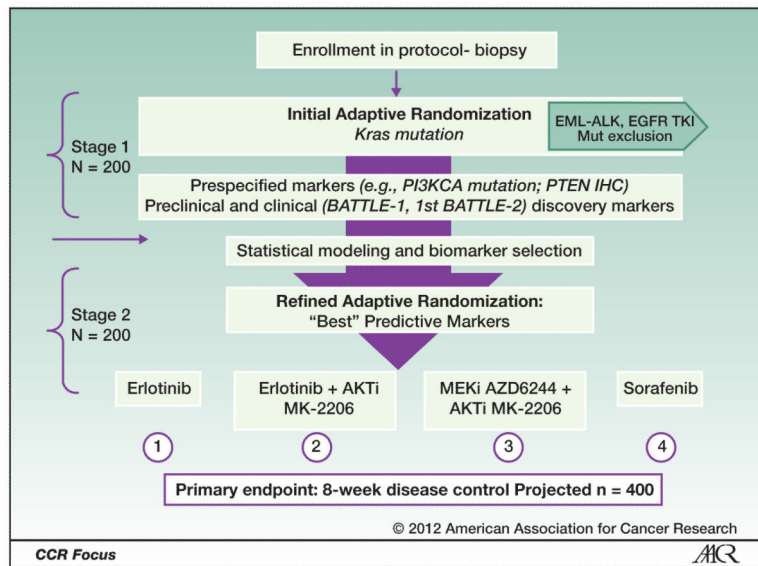 Enrollment in protocol- biopsy
Initial Adaptive Randomization
Kras mutation
EML-ALK, EGFR TKI
Mut exclusion
Stage 1
N = 200
Prespecified markers (e.g., PI3KCA mutation; PTEN IHC)
Preclinical and clinical (BATTLE-1, 1st BATTLE-2) discovery markers
Statistical modeling and biomarker selection
Stage 2
N = 200
Refined Adaptive Randomization:
“Best” Predictive Markers
Erlotinib
Erlotinib + AKTi
MK-2206
MEKi AZD6244 +
AKTi MK-2206
Sorafenib
1
2
3
4
Primary endpoint: 8-week disease control Projected n = 400
© 2012 American Association for Cancer Research
CCR Focus
AACR